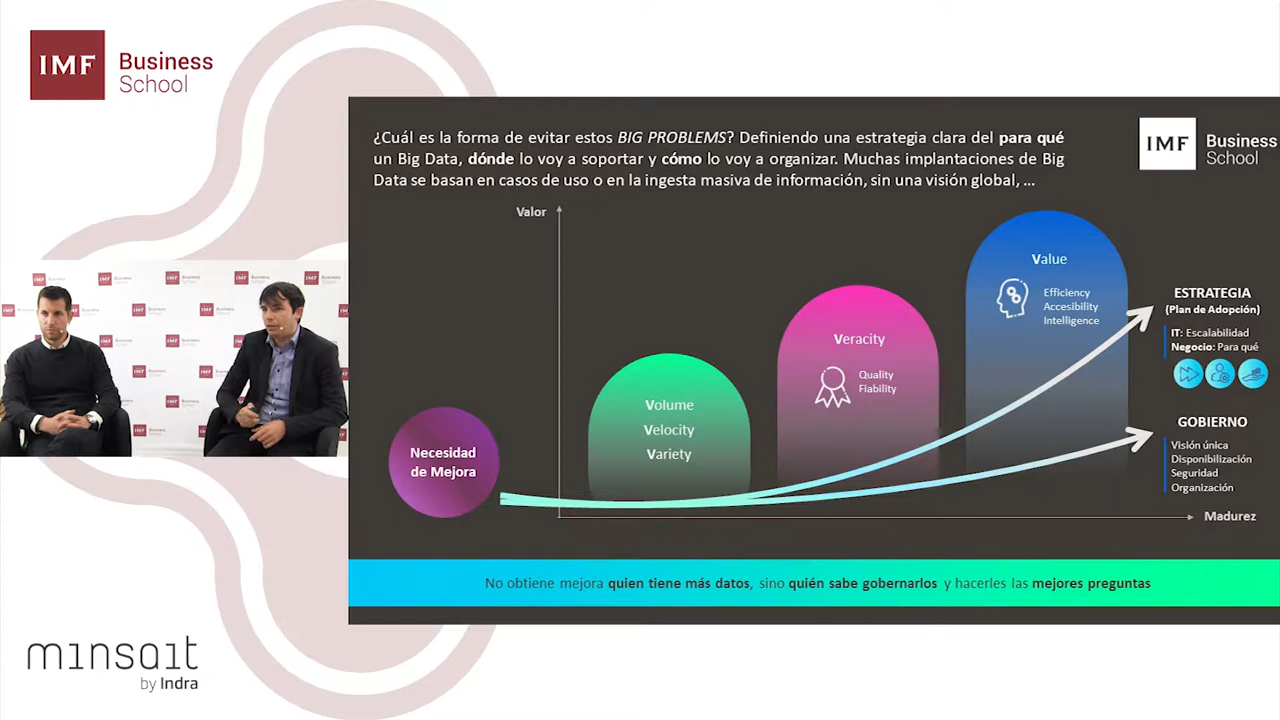 IMF Business
School
¿Cuál es la forma de evitar estos BIG PROBLEMS? Definiendo una estrategia clara del para qué
un Big Data, dónde lo voy a soportar y cómo lo voy a organizar. Muchas implantaciones de Big
Data se basan en casos de uso o en la ingesta masiva de información, sin una visión global, ...
IMF Business
School
Valor
Necesidad
de Mejora
Volume
Velocity
Variety
Veracity
Quality
Fiability
Value
Efficiency
Accesibility
Intelligence
ESTRATEGIA
(Plan de Adopción)
IT: Escalabilidad
Negocio: Para qué
GOBIERNO
Visión única
Disponibilización
Seguridad
Organización
Madurez
No obtiene mejora quien tiene más datos, sino quién sabe gobernarlos y hacerles las mejores preguntas
minsait
by Indra